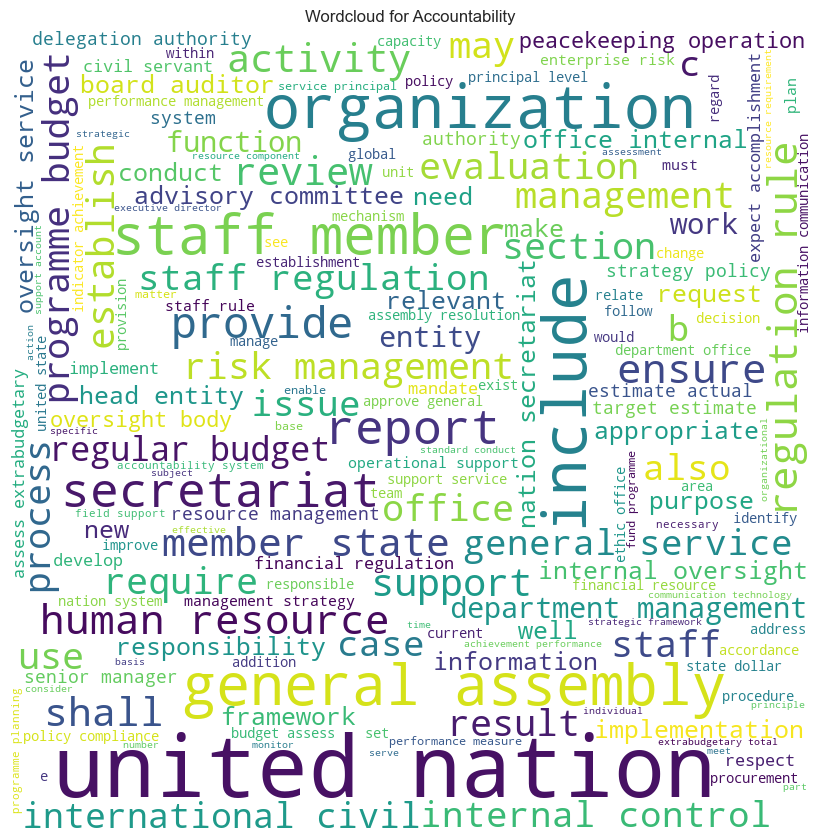 Wordcloud for Accountability
delegation authority
within
capacity
activity
may
peacekeeping operation
civil servant
service principal
policy
principal level
enterprise risk
c
board auditor
performance management
system
organization
regard
plan
resource requirement
strategic
function
resource component
global
unit
authority
office internal
assessment
must
expect accomplishment
information communication
oversight service
programme budget
support account
indicator achievement
establish
conduct
review
evaluation
management
executive director
advisory committee
need
mechanism
make
work
staff member
see
section
change
establishment
staff regulation
strategy policy
provision
matter
staff rule
relevant
relate
request
regulation rule
provide
assembly resolution
follow
decision
include
manage
entity
would
b
action
united state
implement
risk management
mandate
exist
department office
ensure
head entity
enable
approve general
estimate actual
nation secretariat
issue
target estimate
oversight body
base
report
appropriate
specific
standard conduct
process
assess extrabudgetary
regular budget
operational support
also
accountability system
subject
support service
team
area
organizational
secretariat
office
purpose
field support
resource management
ethic office
fund programme
necessary
identify
new
effective
improve
member state
general service
develop
financial regulation
internal oversight
require
responsible
support
financial resource
communication technology
nation system
management strategy
department management
human resource
time
strategic framework
current
well
address
responsibility
case
staff
achievement performance
accordance
use
basis
addition
information
state dollar
senior manager
general assembly
procedure
consider
shall
framework
individual
principle
result
implementation
programme planning
policy compliance
budget assess
set
number
monitor
performance measure
extrabudgetary total
meet
respect
e
united nation
serve
procurement
part
international civil
internal control